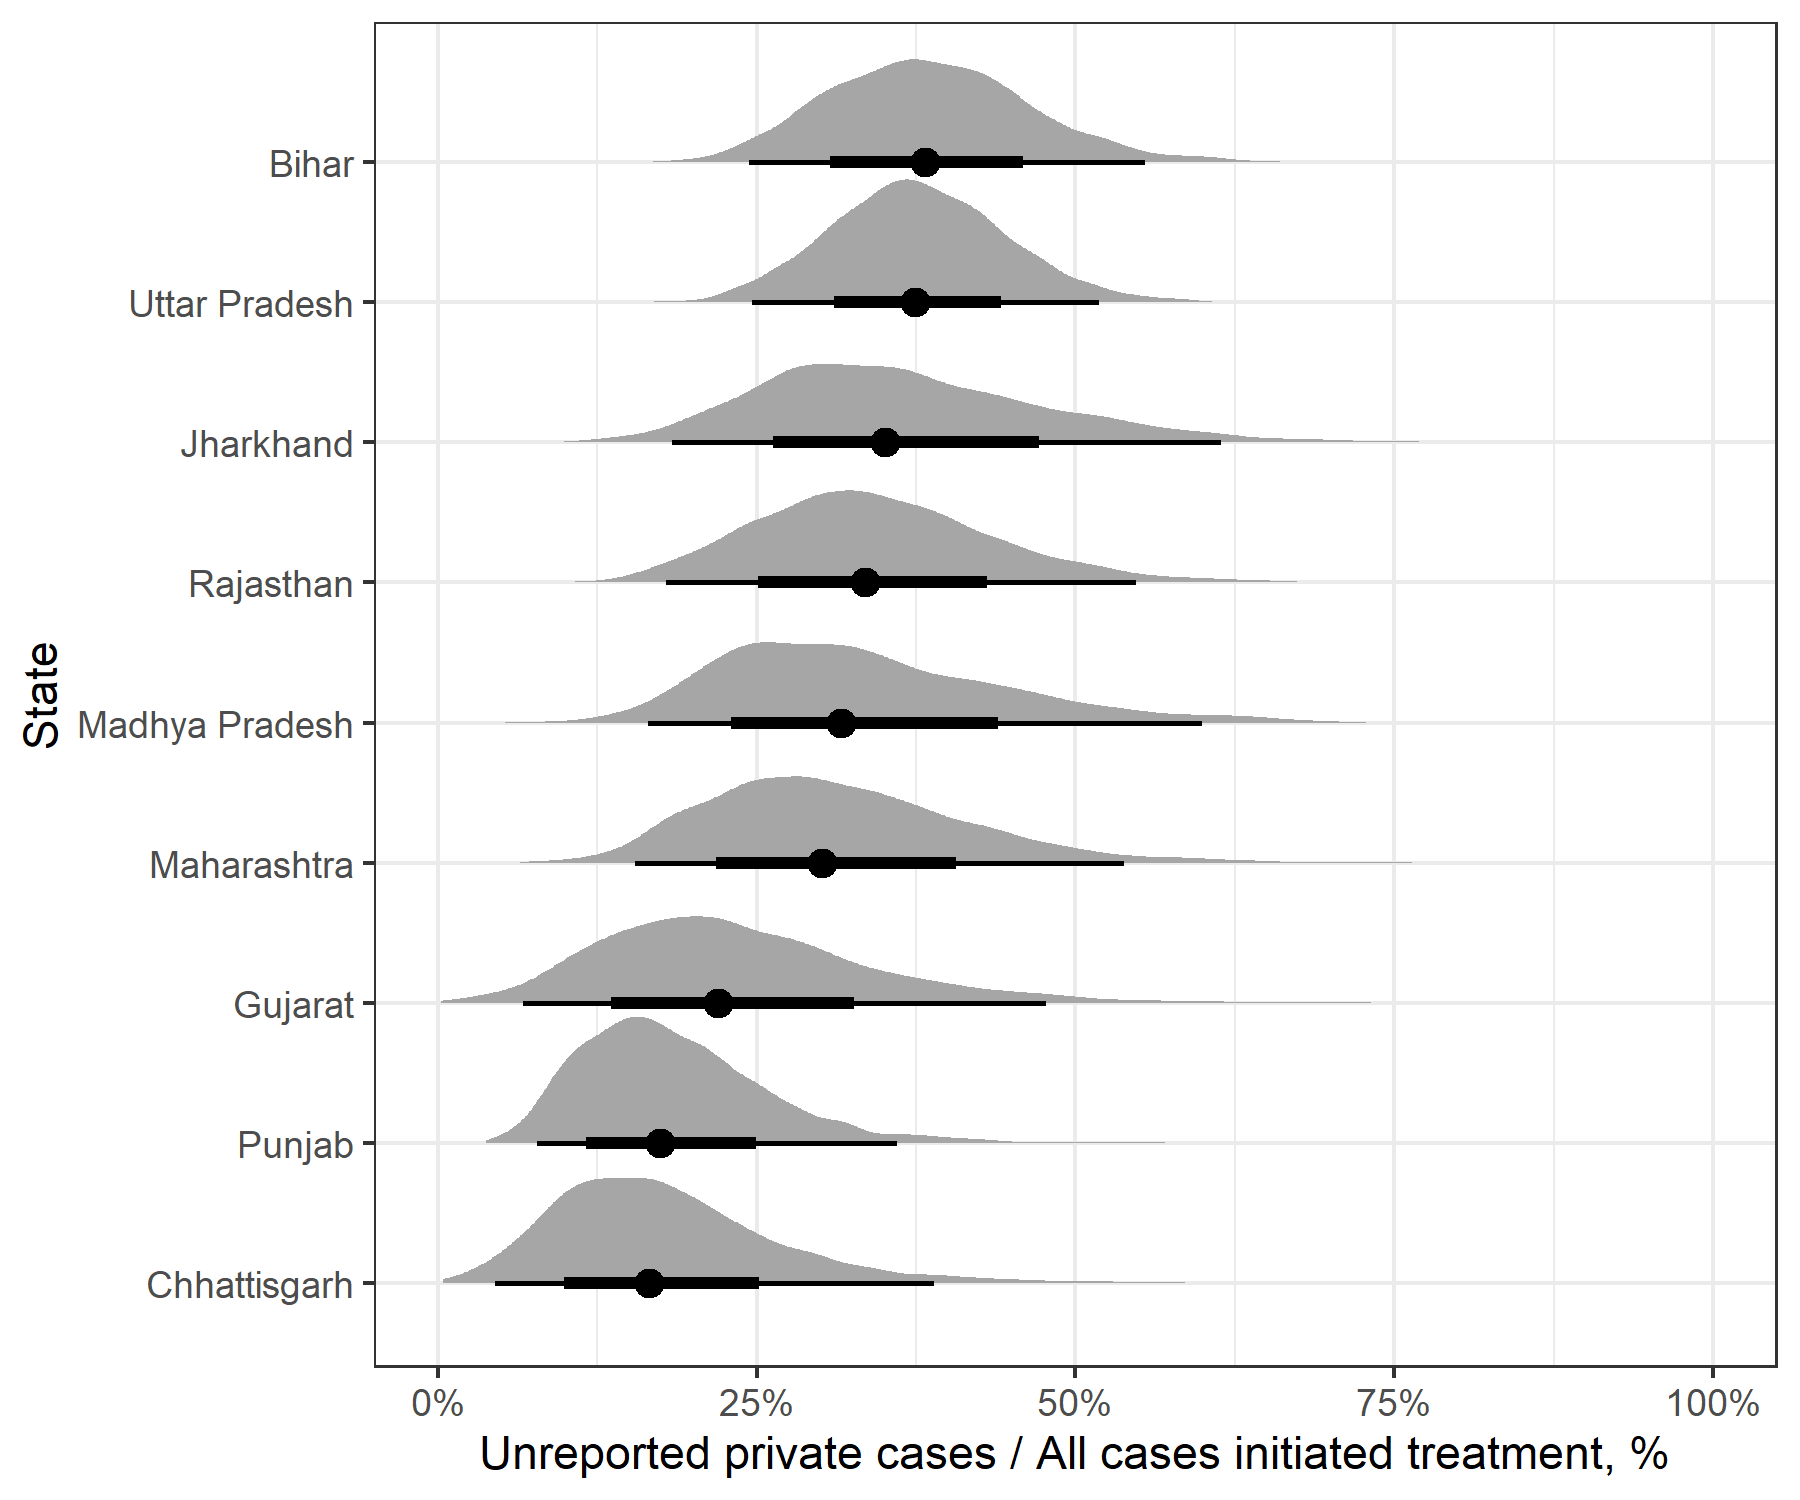 State
Bihar
Uttar Pradesh
Jharkhand
Rajasthan
Madhya Pradesh
Maharashtra
Gujarat
Punjab
Chhattisgarh
0% 25% 50% 75% 100%
Unreported private cases / All cases initiated treatment, %